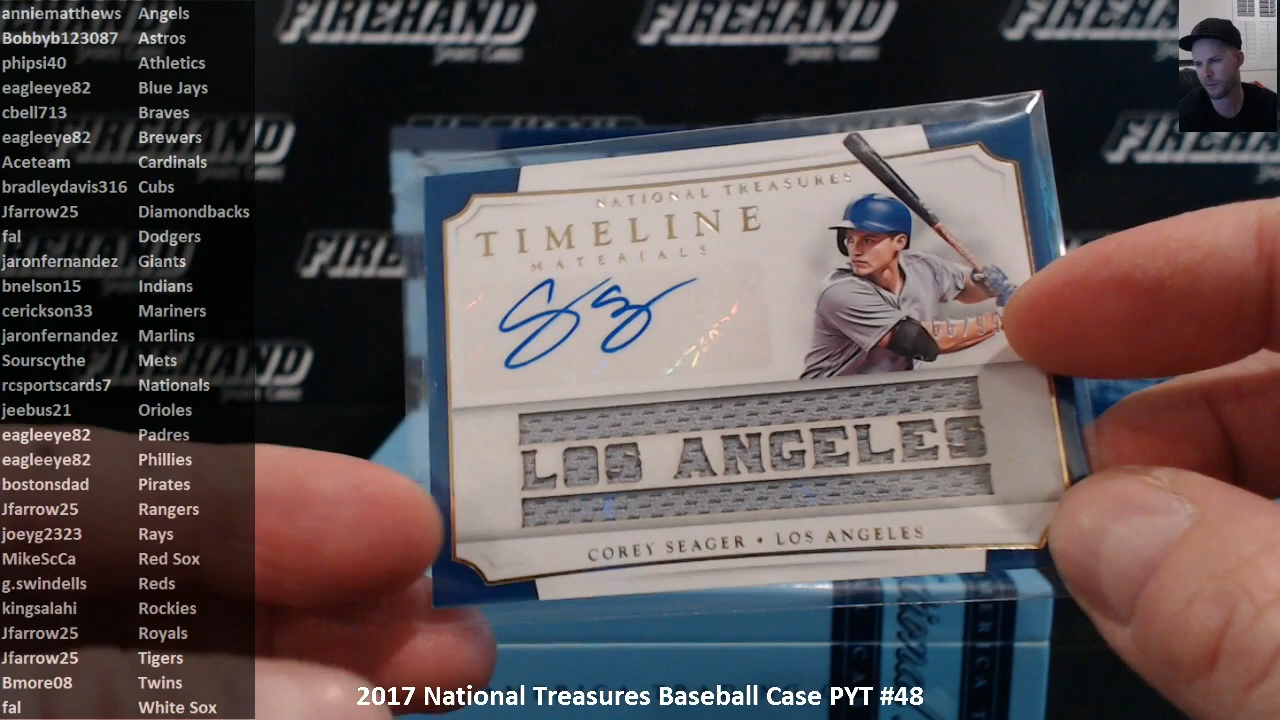 anniematthews Angels
Bobbyb123087 Astros
phipsi40 Athletics
eagleeye82 Blue Jays
cbell713 Braves
eagleeye82 Brewers
Aceteam Cardinals
bradleydavis316 Cubs
Jfarrow25 Diamondbacks
fal Dodgers
jaronfernandez Giants
bnelson15 Indians
cerickson33 Mariners
jaronfernandez Marlins
Sourscythe Mets
rcsportscards7 Nationals
jeebus21 Orioles
eagleeye82 Padres
eagleeye82 Phillies
bostonsdad Pirates
Jfarrow25 Rangers
joeyg2323 Rays
MikeScCa Red Sox
g.swindells Reds
kingsalahi Rockies
Jfarrow25 Royals
Jfarrow25 Tigers
Bmore08 Twins
fal White Sox
FIREHAND
FIREHAND
FIREHAND
FIREHAND
FIREHAND
NATIONAL TREASURES
TIMELINE
MATERIALS
LOS ANGELES
COREY SEAGER • LOS ANGELES
2017 National Treasures Baseball Case PYT #48